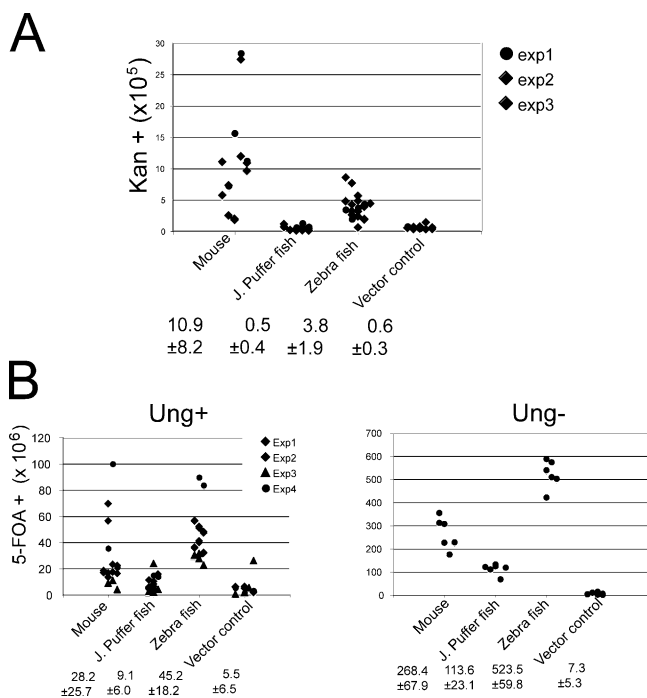 A
30
25
20
15
10
5
0
Kan + (x10⁵)
exp1
exp2
exp3
Mouse
J. Puffer fish
Zebra fish
Vector control
10.9 0.5 3.8 0.6
±8.2 ±0.4 ±1.9 ±0.3
B
Ung+
120
100
80
60
40
20
0
5-FOA + (x 10⁶)
Exp1
Exp2
Exp3
Exp4
Mouse
J. Puffer fish
Zebra fish
Vector control
28.2 9.1 45.2 5.5
±25.7 ±6.0 ±18.2 ±6.5
Ung-
700
600
500
400
300
200
100
0
Mouse
J. Puffer fish
Zebra fish
Vector control
268.4 113.6 523.5 7.3
±67.9 ±23.1 ±59.8 ±5.3